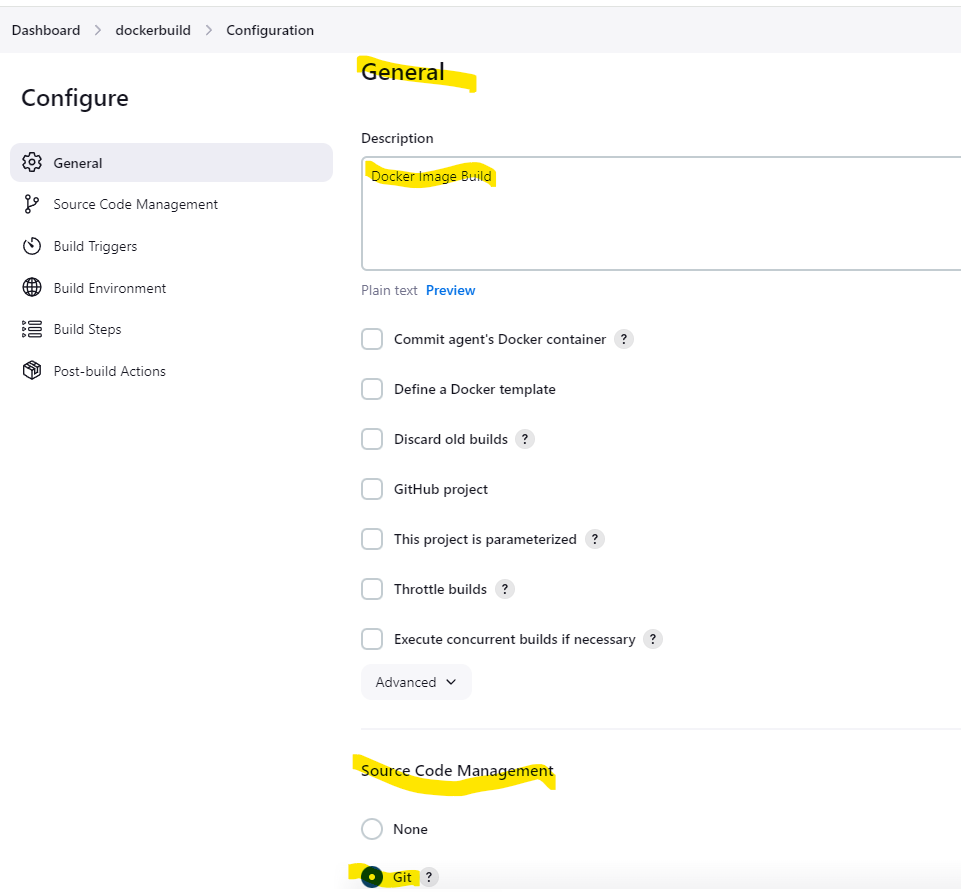 Dashboard > dockerbuild > Configuration
Configure
General
Source Code Management
Build Triggers
Build Environment
Build Steps
Post-build Actions
General
Description
Docker Image Build
Plain text Preview
Commit agent's Docker container ?
Define a Docker template
Discard old builds ?
GitHub project
This project is parameterized ?
Throttle builds ?
Execute concurrent builds if necessary ?
Advanced
Source Code Management
None
Git ?